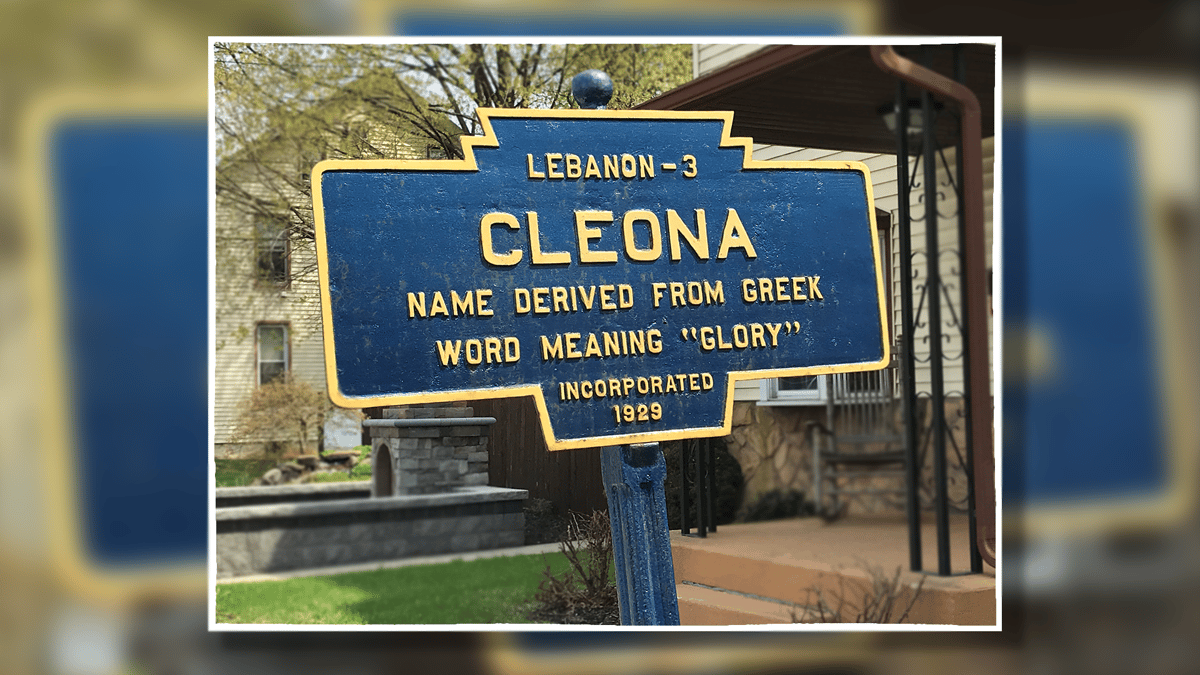 LEBANON-3
CLEONA
NAME DERIVED FROM GREEK
WORD MEANING "GLORY"
INCORPORATED
1929